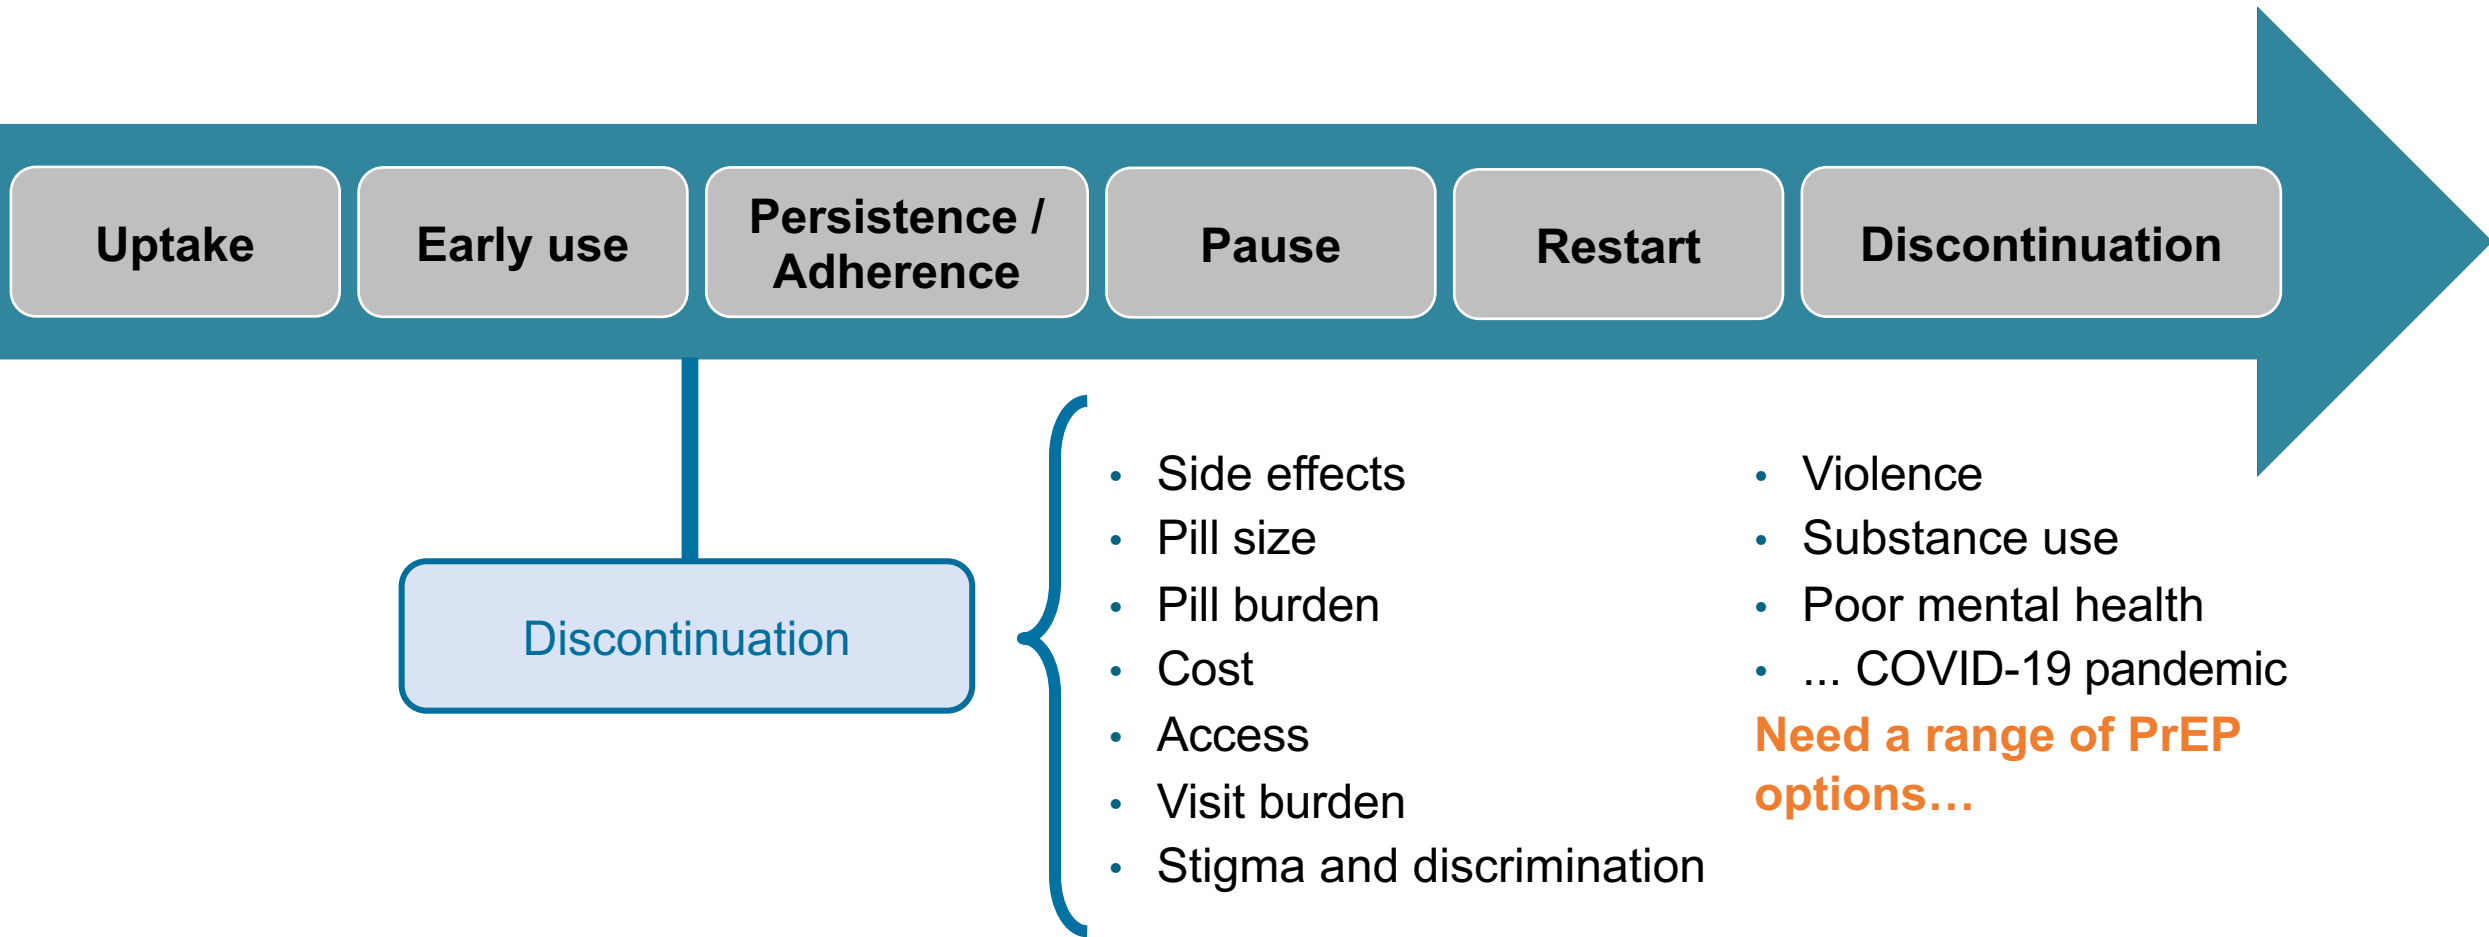 Uptake
Early use
Persistence /
Adherence
Pause
Restart
Discontinuation
Discontinuation
• Side effects
• Pill size
• Pill burden
• Cost
• Access
• Visit burden
• Stigma and discrimination
• Violence
• Substance use
• Poor mental health
• ... COVID-19 pandemic
Need a range of PrEP
options…